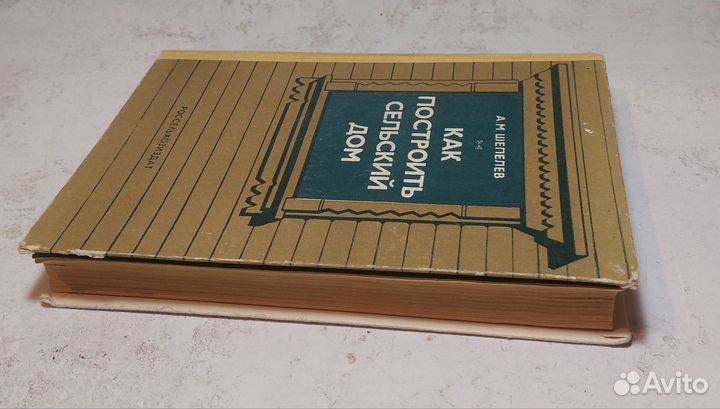 А.М.ШЕПЕЛЕВ
КАК
ПОСТРОИТЬ
СЕЛЬСКИЙ
ДОМ
РОССЕЛЬХОЗИЗДАТ
Avito